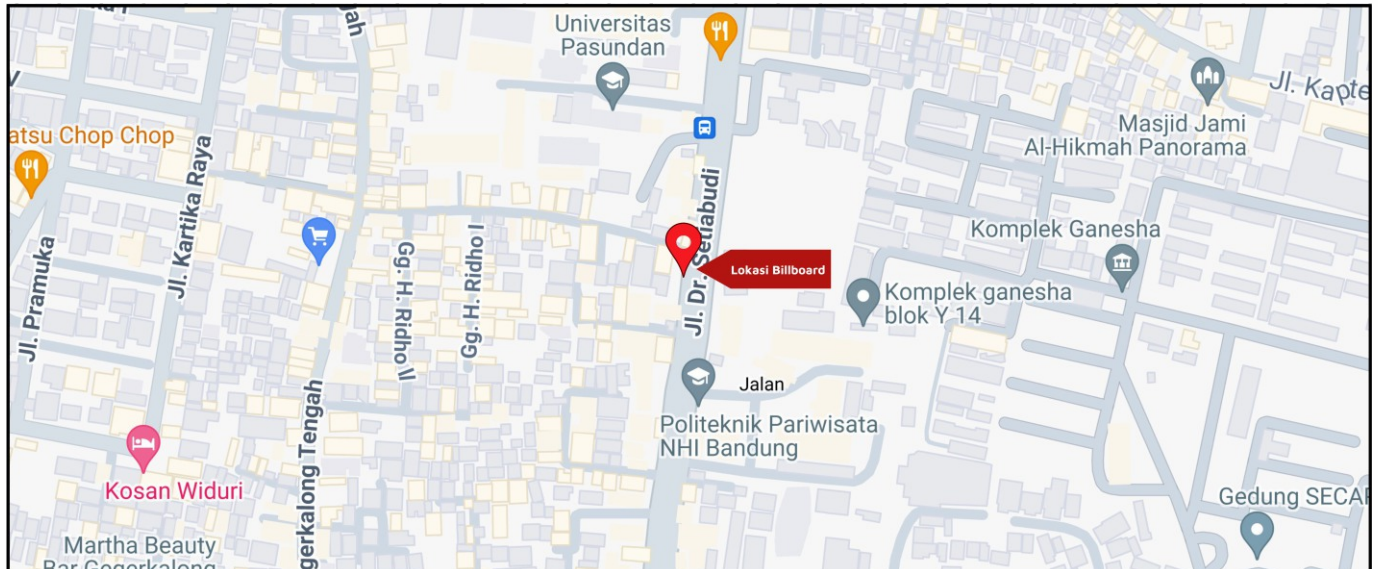 Universitas
Pasundan
Jl. Kapte
Masjid Jami
Al-Hikmah Panorama
atsu Chop Chop
Jl. Kartika Raya
Jl. Dr. Setiabudi
Komplek Ganesha
Lokasi Billboard
Gg. H. Ridho I
Gg. H. Ridho II
Komplek ganesha
blok Y 14
Jl. Pramuka
Jalan
Politeknik Pariwisata
NHI Bandung
gerkalong Tengah
Kosan Widuri
Gedung SECA
Martha Beauty
Bar Gegerkalong